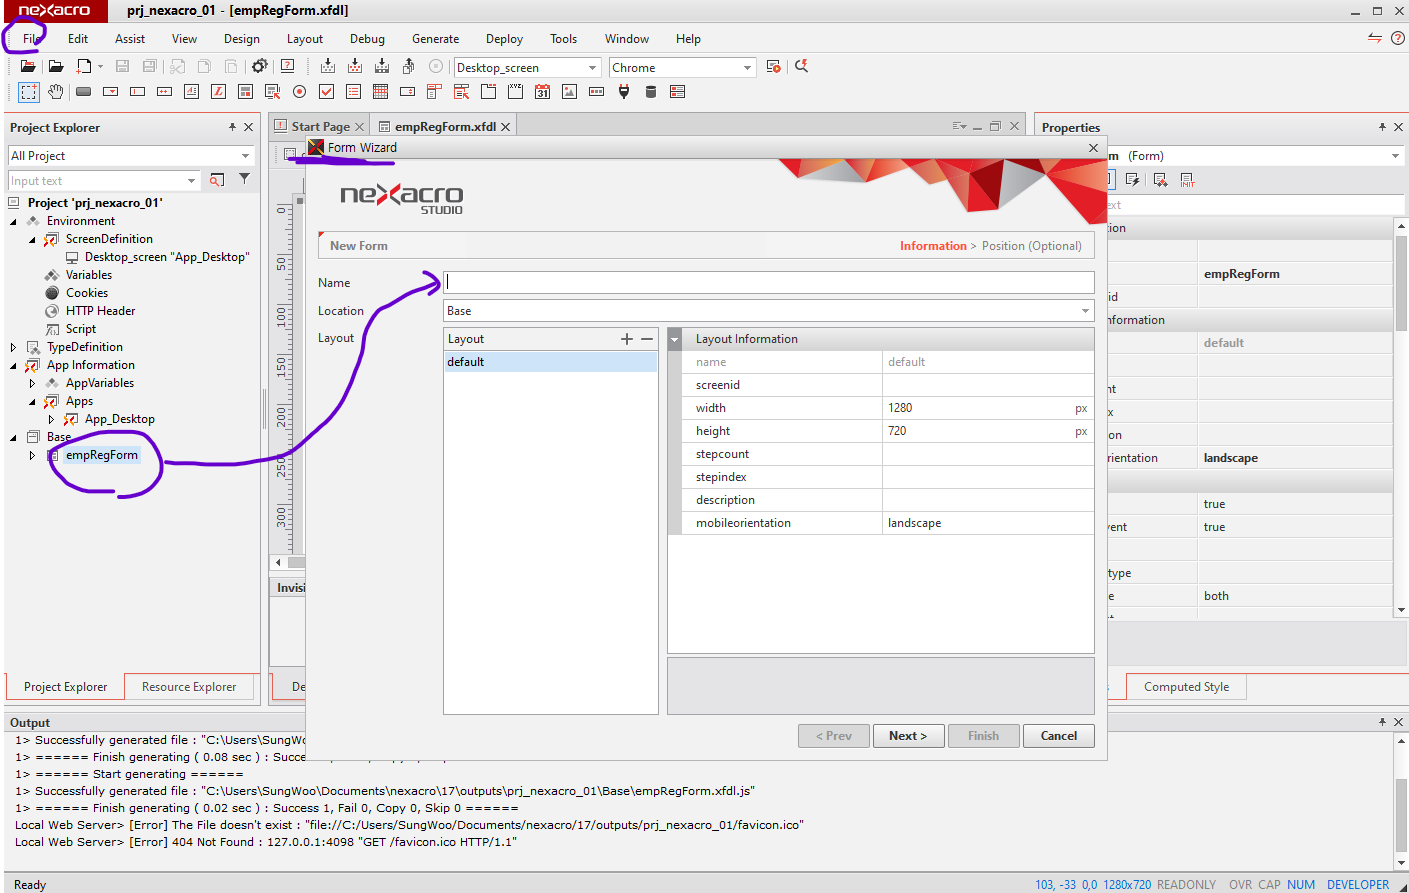 nexacro prj_nexacro_01 - [empRegForm.xfdl]
File Edit Assist View Design Layout Debug Generate Deploy Tools Window Help
Desktop_screen Chrome
Project Explorer
All Project
Input text
Project 'prj_nexacro_01'
Environment
ScreenDefinition
Desktop_screen "App_Desktop"
Variables
Cookies
HTTP Header
Script
TypeDefinition
App Information
AppVariables
Apps
App_Desktop
Base
empRegForm
Project Explorer Resource Explorer
Start Page empRegForm.xfdl
0
50
100
150
200
250
300
Invisi
De
Form Wizard
nexacro
STUDIO
New Form Information > Position (Optional)
Name
Location Base
Layout Layout
default
Layout Information
name default
screenid
width 1280 px
height 720 px
stepcount
stepindex
description
mobileorientation landscape
< Prev Next > Finish Cancel
Properties
m (Form)
INIT
ext
ion
empRegForm
id
nformation
default
nt
x
on
rientation landscape
true
vent true
type
e both
s Computed Style
Output
1> Successfully generated file : "C:\Users\SungWo
1> ====== Finish generating ( 0.08 sec ) : Succe
1> ====== Start generating ======
1> Successfully generated file : "C:\Users\SungWoo\Documents\nexacro\17\outputs\prj_nexacro_01\Base\empRegForm.xfdl.js"
1> ====== Finish generating ( 0.02 sec ) : Success 1, Fail 0, Copy 0, Skip 0 ======
Local Web Server> [Error] The File doesn't exist : "file://C:/Users/SungWoo/Documents/nexacro/17/outputs/prj_nexacro_01/favicon.ico"
Local Web Server> [Error] 404 Not Found : 127.0.0.1:4098 "GET /favicon.ico HTTP/1.1"
Ready 103, -33 0,0 1280x720 READONLY OVR CAP NUM DEVELOPER